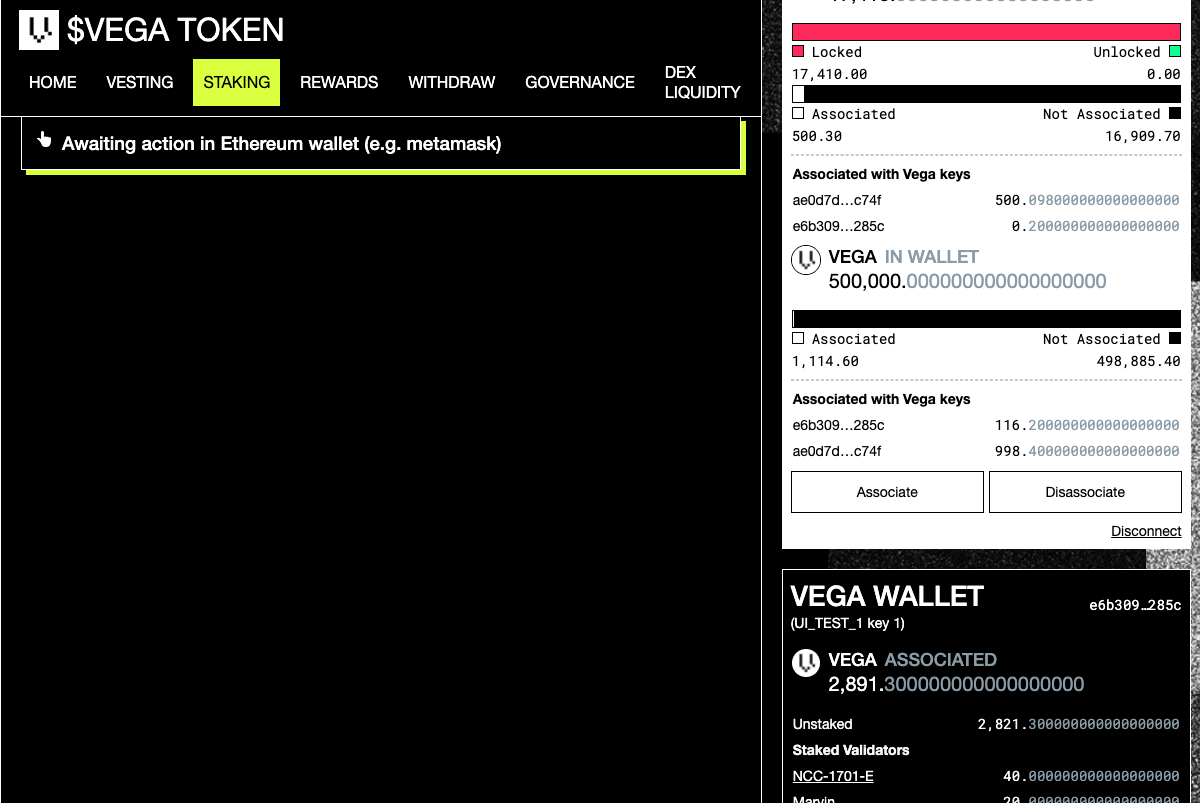 $VEGA TOKEN
HOME VESTING STAKING REWARDS WITHDRAW GOVERNANCE DEX LIQUIDITY
Awaiting action in Ethereum wallet (e.g. metamask)
Locked Unlocked
17,410.00 0.00
Associated Not Associated
500.30 16,909.70
Associated with Vega keys
ae0d7d…c74f 500.098000000000000000
e6b309…285c 0.200000000000000000
VEGA IN WALLET
500,000.000000000000000000
Associated Not Associated
1,114.60 498,885.40
Associated with Vega keys
e6b309…285c 116.200000000000000000
ae0d7d…c74f 998.400000000000000000
Associate Disassociate
Disconnect
VEGA WALLET e6b309…285c
(UI_TEST_1 key 1)
VEGA ASSOCIATED
2,891.300000000000000000
Unstaked 2,821.300000000000000000
Staked Validators
NCC-1701-E 40.000000000000000000
Marvin 20.000000000000000000